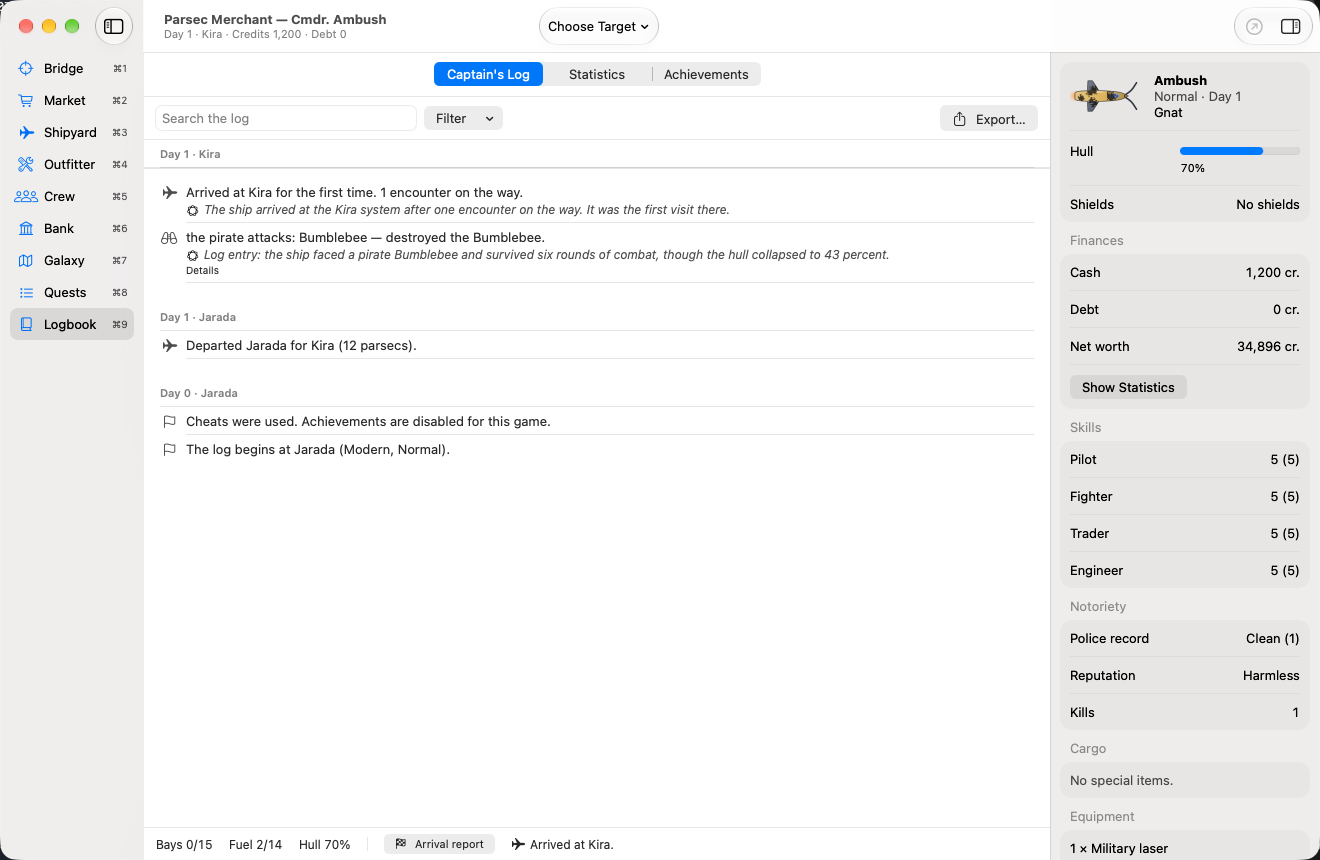 Parsec Merchant — Cmdr. Ambush
Day 1 · Kira · Credits 1,200 · Debt 0
Choose Target
Bridge ⌘1
Market ⌘2
Shipyard ⌘3
Outfitter ⌘4
Crew ⌘5
Bank ⌘6
Galaxy ⌘7
Quests ⌘8
Logbook ⌘9
Captain's Log Statistics Achievements
Search the log Filter Export...
Day 1 · Kira
Arrived at Kira for the first time. 1 encounter on the way.
The ship arrived at the Kira system after one encounter on the way. It was the first visit there.
the pirate attacks: Bumblebee — destroyed the Bumblebee.
Log entry: the ship faced a pirate Bumblebee and survived six rounds of combat, though the hull collapsed to 43 percent.
Details
Day 1 · Jarada
Departed Jarada for Kira (12 parsecs).
Day 0 · Jarada
Cheats were used. Achievements are disabled for this game.
The log begins at Jarada (Modern, Normal).
Bays 0/15 Fuel 2/14 Hull 70% Arrival report Arrived at Kira.
Ambush
Normal · Day 1
Gnat
Hull
70%
Shields No shields
Finances
Cash 1,200 cr.
Debt 0 cr.
Net worth 34,896 cr.
Show Statistics
Skills
Pilot 5 (5)
Fighter 5 (5)
Trader 5 (5)
Engineer 5 (5)
Notoriety
Police record Clean (1)
Reputation Harmless
Kills 1
Cargo
No special items.
Equipment
1 × Military laser